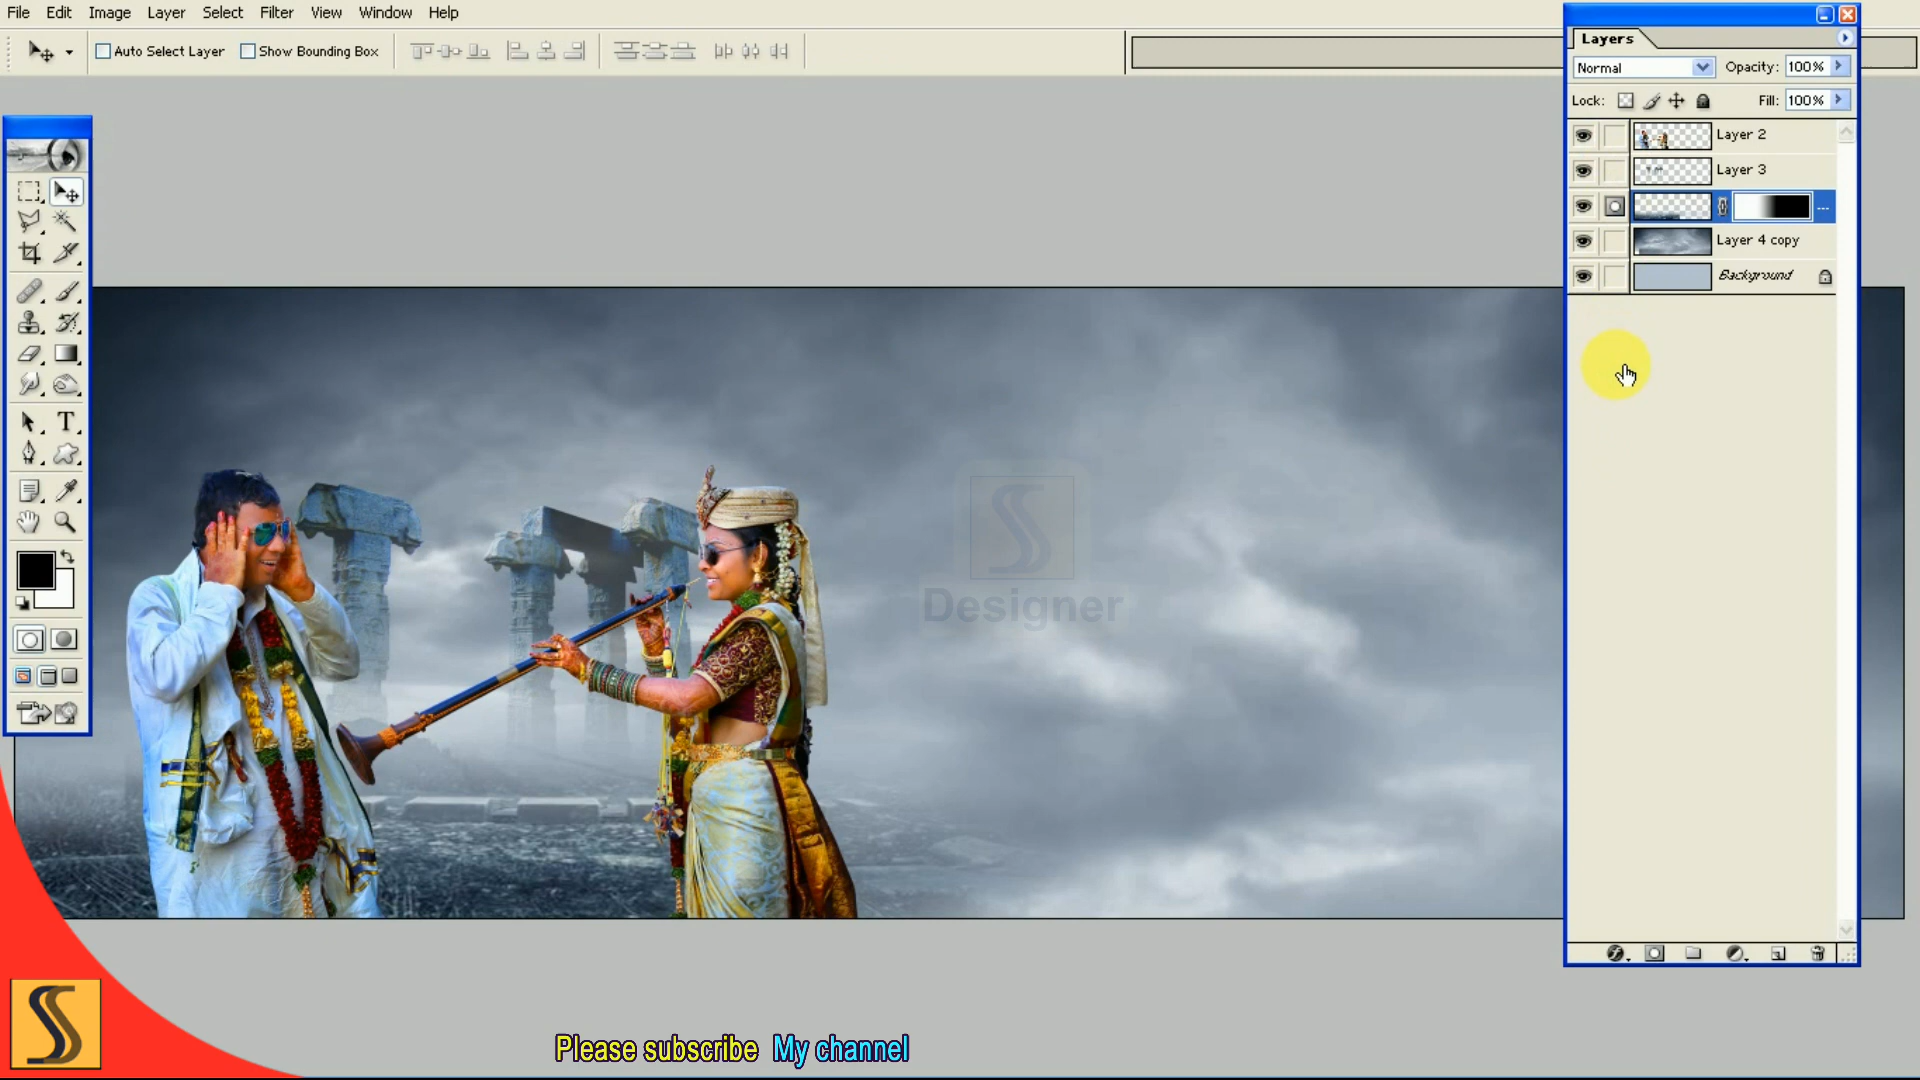 File Edit Image Layer Select Filter View Window Help
Auto Select Layer Show Bounding Box
Layers
Normal Opacity: 100%
Lock: Fill: 100%
Layer 2
Layer 3
...
Layer 4 copy
Background
T
S
Designer
S
Please subscribe My channel